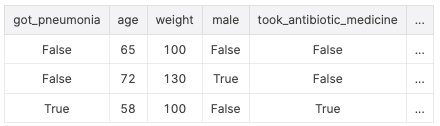 got_pneumonia age weight male took_antibiotic_medicine ...
False 65 100 False False ...
False 72 130 True False ...
True 58 100 False True ...